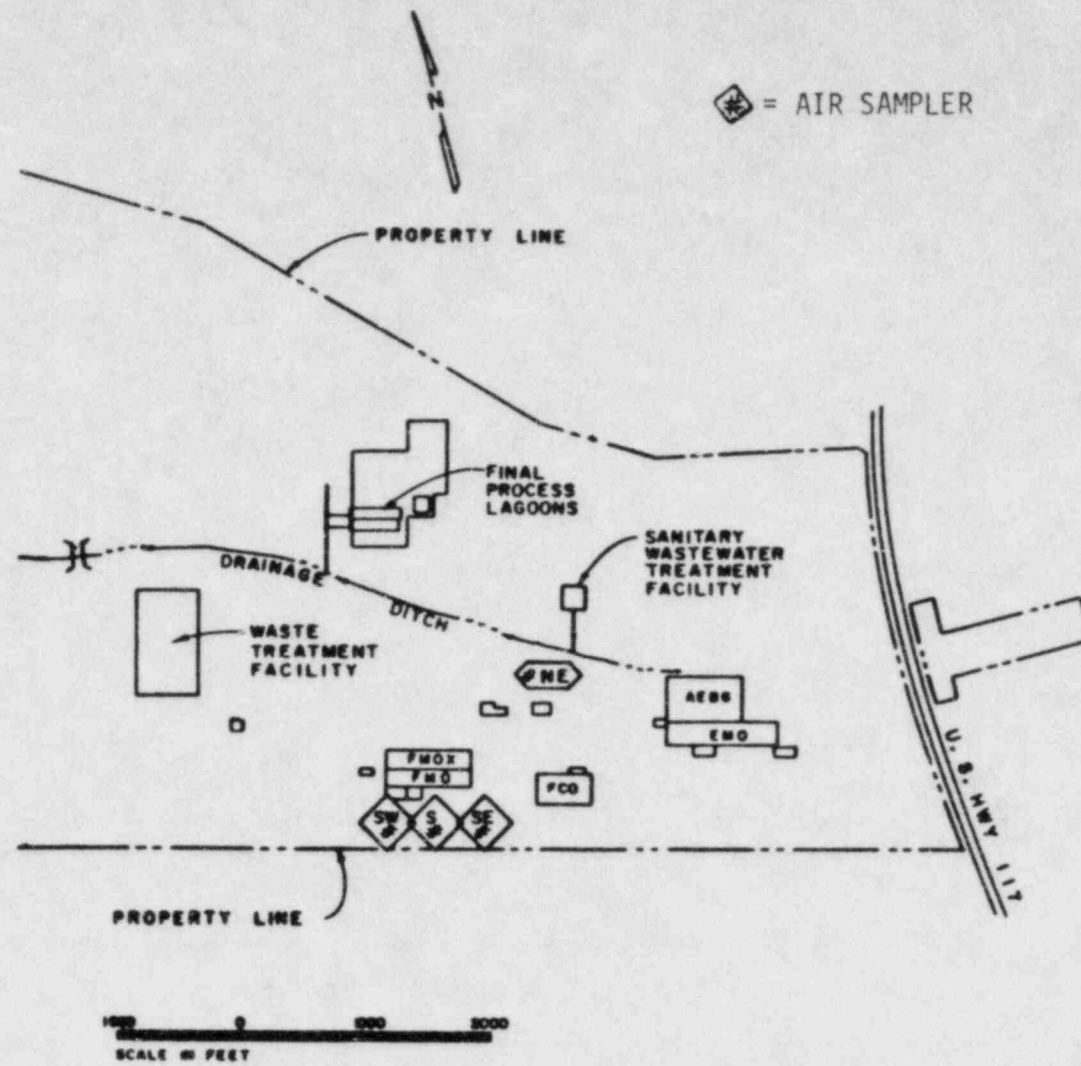 N
# = AIR SAMPLER
PROPERTY LINE
FINAL
PROCESS
LAGOONS
SANITARY
WASTEWATER
TREATMENT
FACILITY
DRAINAGE
DITCH
WASTE
TREATMENT
FACILITY
# NE
AEBG
EMO
FMOX
FMO
FCO
SW
#
S
#
SE
#
U. S. HWY 117
PROPERTY LINE
1000 0 1000 2000
SCALE IN FEET